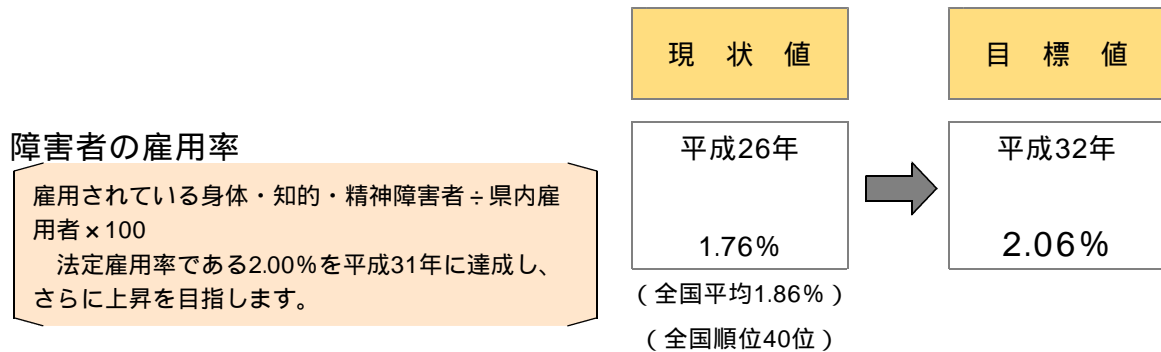 現 状 値
目 標 値
障害者の雇用率
雇用されている身体・知的・精神障害者÷県内雇
用者×100
　法定雇用率である2.00％を平成31年に達成し、
さらに上昇を目指します。
平成26年
1.76%
（全国平均1.86%）
（全国順位40位）
平成32年
2.06%